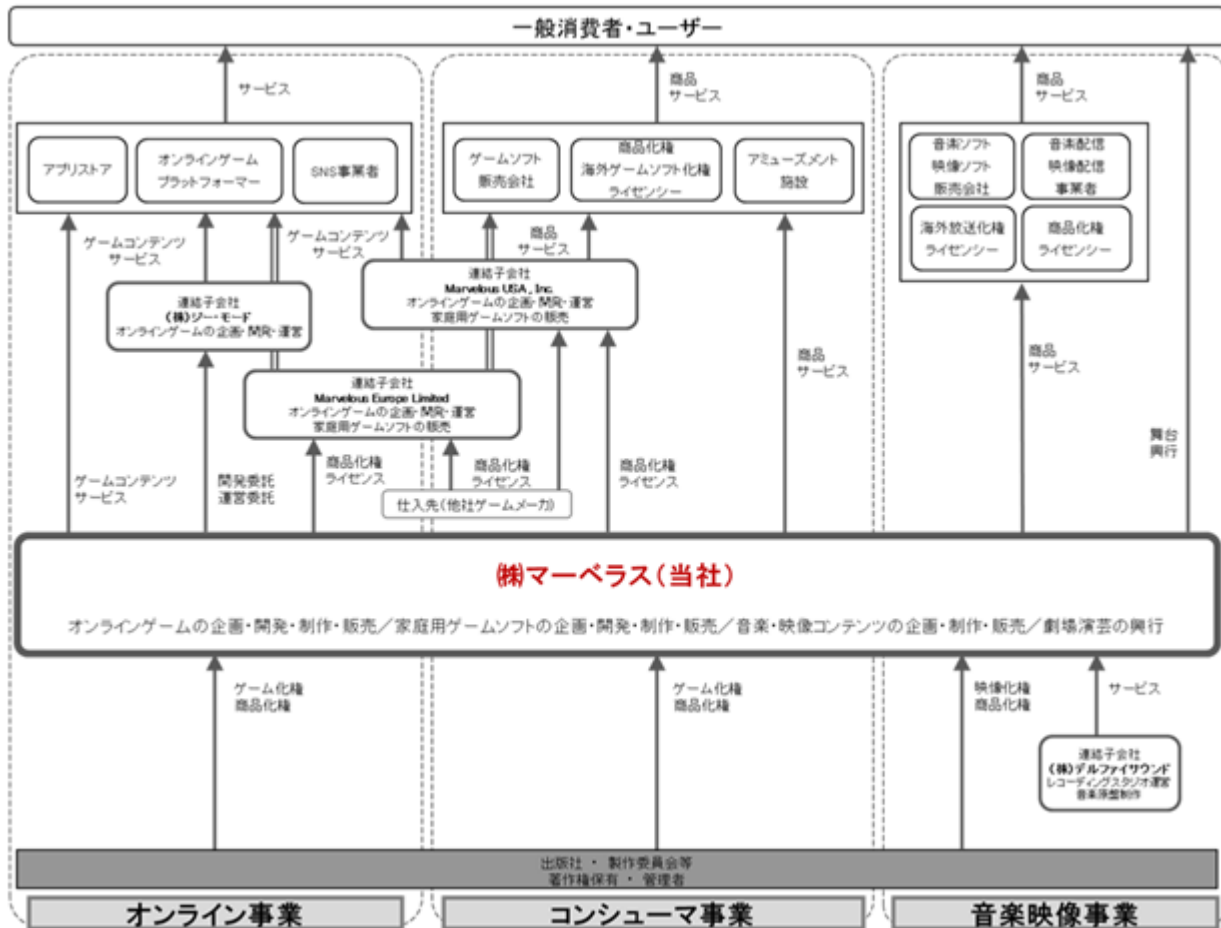 一般消費者・ユーザー
サービス
商品
サービス
商品
サービス
アプリストア
オンラインゲーム
プラットフォーマー
SNS事業者
ゲームソフト
販売会社
商品化権
海外ゲームソフト化権
ライセンシー
アミューズメント
施設
音楽ソフト
映像ソフト
販売会社
音楽配信
映像配信
事業者
海外放送化権
ライセンシー
商品化権
ライセンシー
ゲームコンテンツ
サービス
ゲームコンテンツ
サービス
商品
サービス
連結子会社
(株)ジー・モード
オンラインゲームの企画・開発・運営
連結子会社
Marvelous USA, Inc.
オンラインゲームの企画・開発・運営
家庭用ゲームソフトの販売
連結子会社
Marvelous Europe Limited
オンラインゲームの企画・開発・運営
家庭用ゲームソフトの販売
商品
サービス
商品
サービス
舞台
興行
ゲームコンテンツ
サービス
開発委託
運営委託
商品化権
ライセンス
商品化権
ライセンス
商品化権
ライセンス
仕入先(他社ゲームメーカ)
㈱マーベラス(当社)
オンラインゲームの企画・開発・制作・販売/家庭用ゲームソフトの企画・開発・制作・販売/音楽・映像コンテンツの企画・制作・販売/劇場演芸の興行
ゲーム化権
商品化権
ゲーム化権
商品化権
映像化権
商品化権
サービス
連結子会社
(株)デルファイサウンド
レコーディングスタジオ運営
音楽原盤制作
出版社 ・ 製作委員会等
著作権保有 ・ 管理者
オンライン事業
コンシューマ事業
音楽映像事業